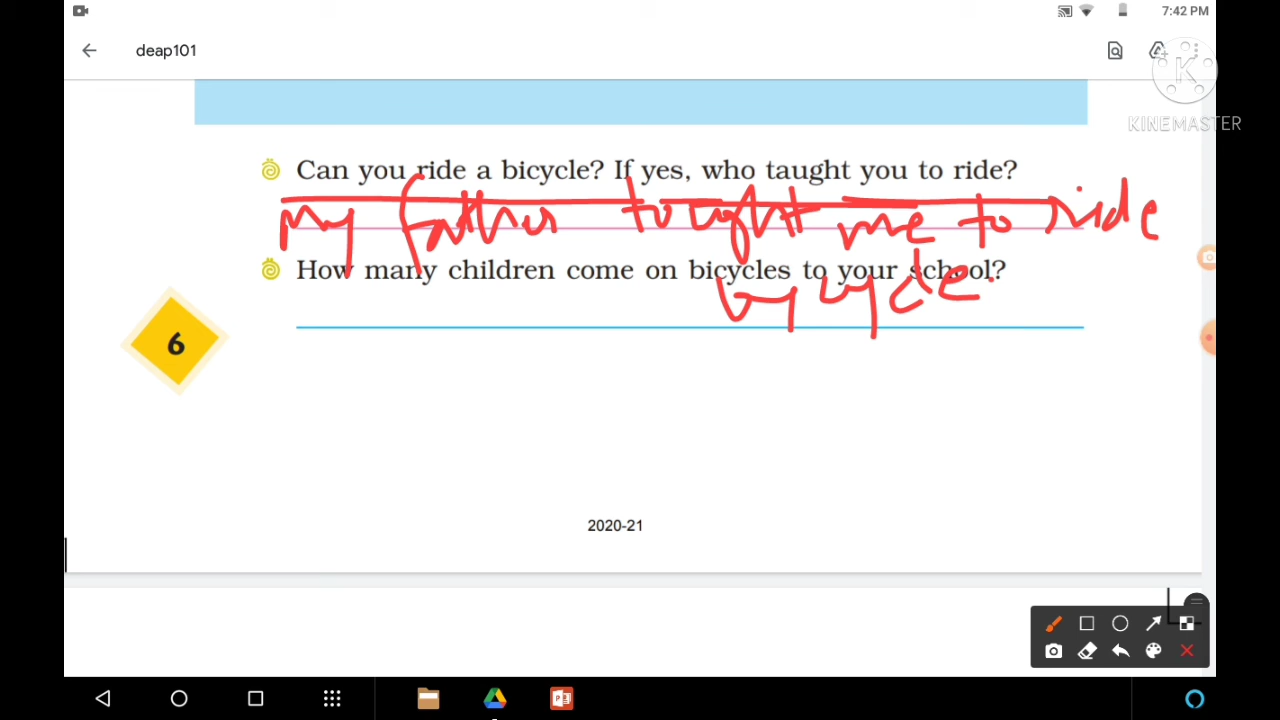 7:42 PM
deap101
K
KINEMASTER
Can you ride a bicycle? If yes, who taught you to ride?
my father tought me to ride
How many children come on bicycles to your school?
bycycle.
6
2020-21